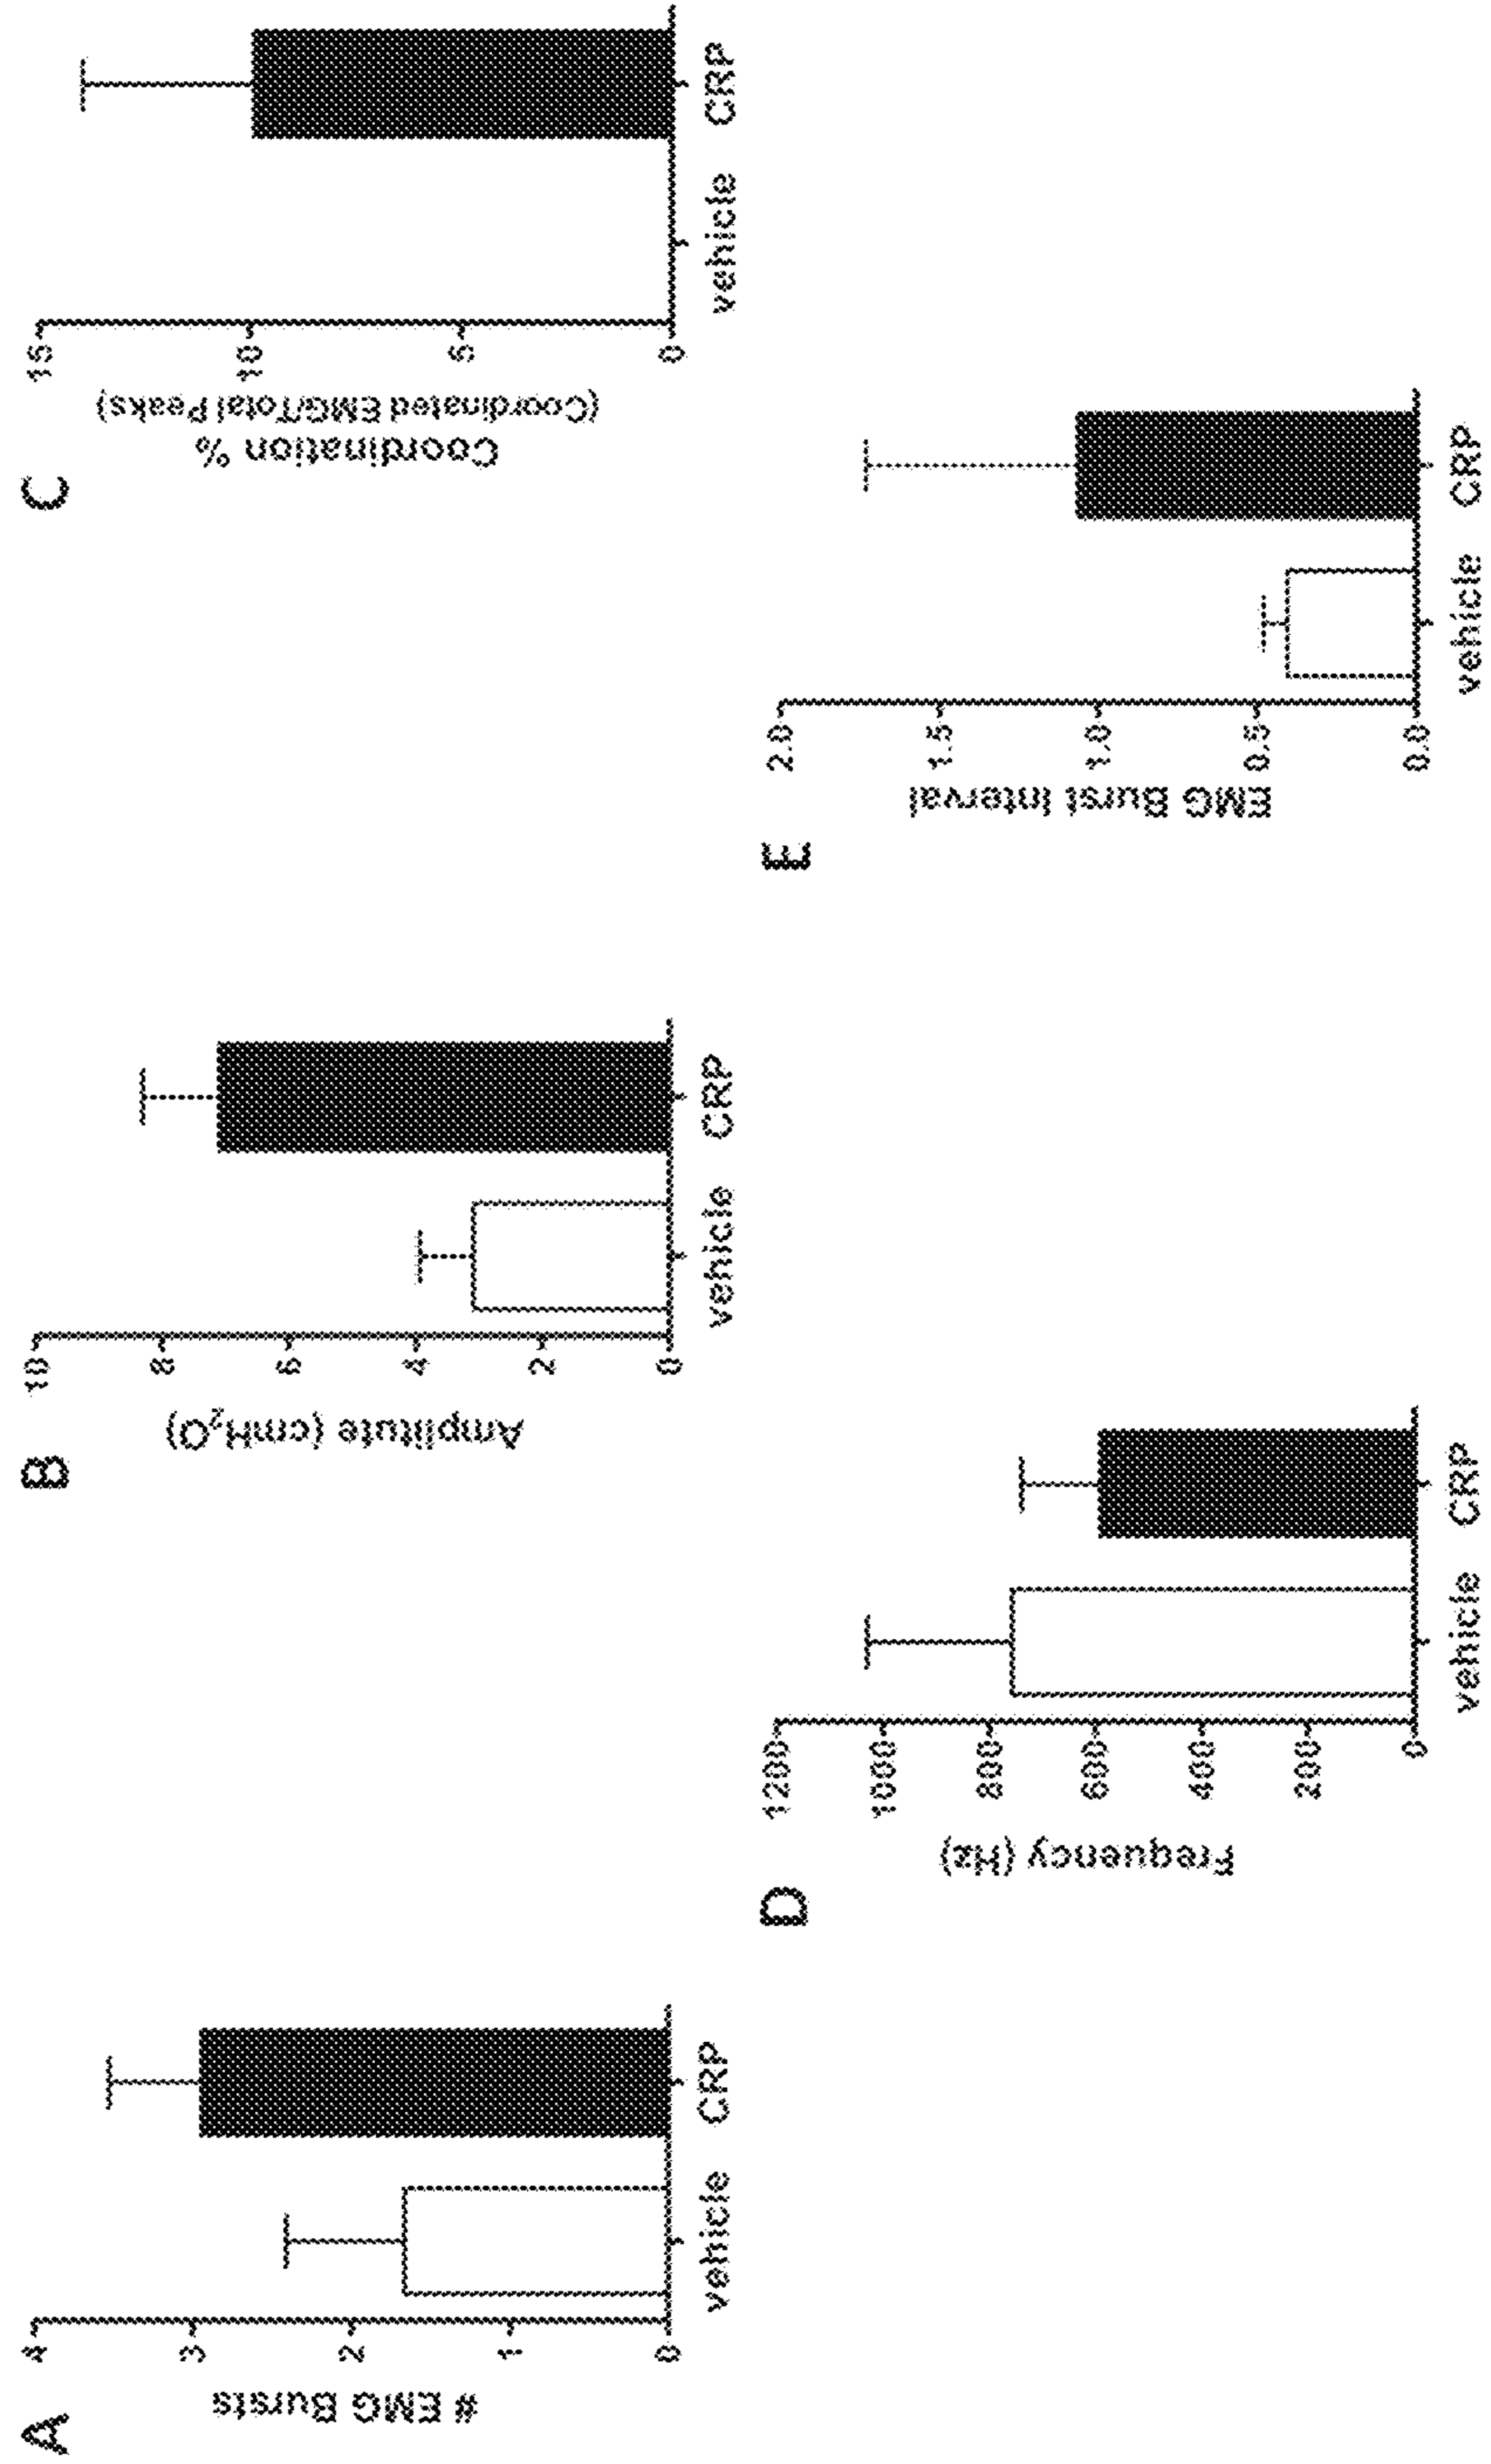 A
# EMG Bursts
4
3
2
1
0
vehicle CRP
B
Amplitude (cmH₂O)
10
8
6
4
2
0
vehicle CRP
C
Coordination %
(Coordinated EMG/Total Peaks)
15
10
5
0
vehicle CRP
D
Frequency (Hz)
1200
1000
800
600
400
200
0
vehicle CRP
E
EMG Burst Interval
2.0
1.5
1.0
0.5
0.0
vehicle CRP